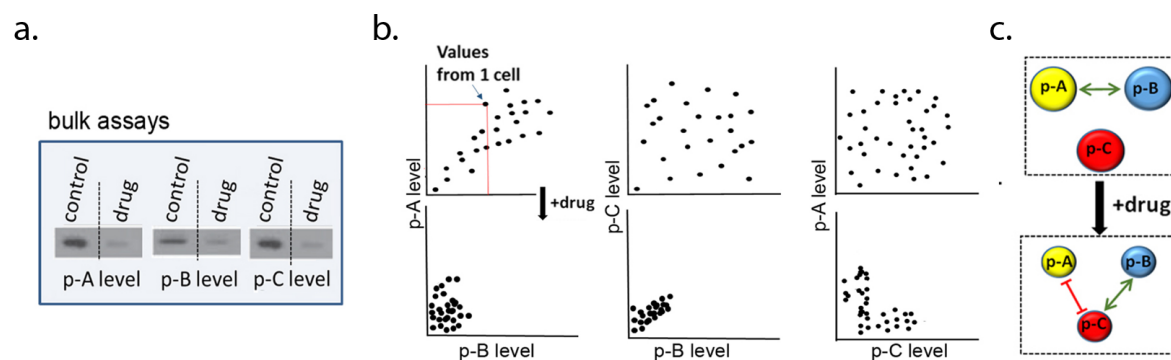 a.
bulk assays
control
drug
control
drug
control
drug
p-A level
p-B level
p-C level
b.
Values
from 1 cell
p-A level
p-C level
p-A level
+drug
p-B level
p-B level
p-C level
c.
p-A
p-B
p-C
+drug
p-A
p-B
p-C